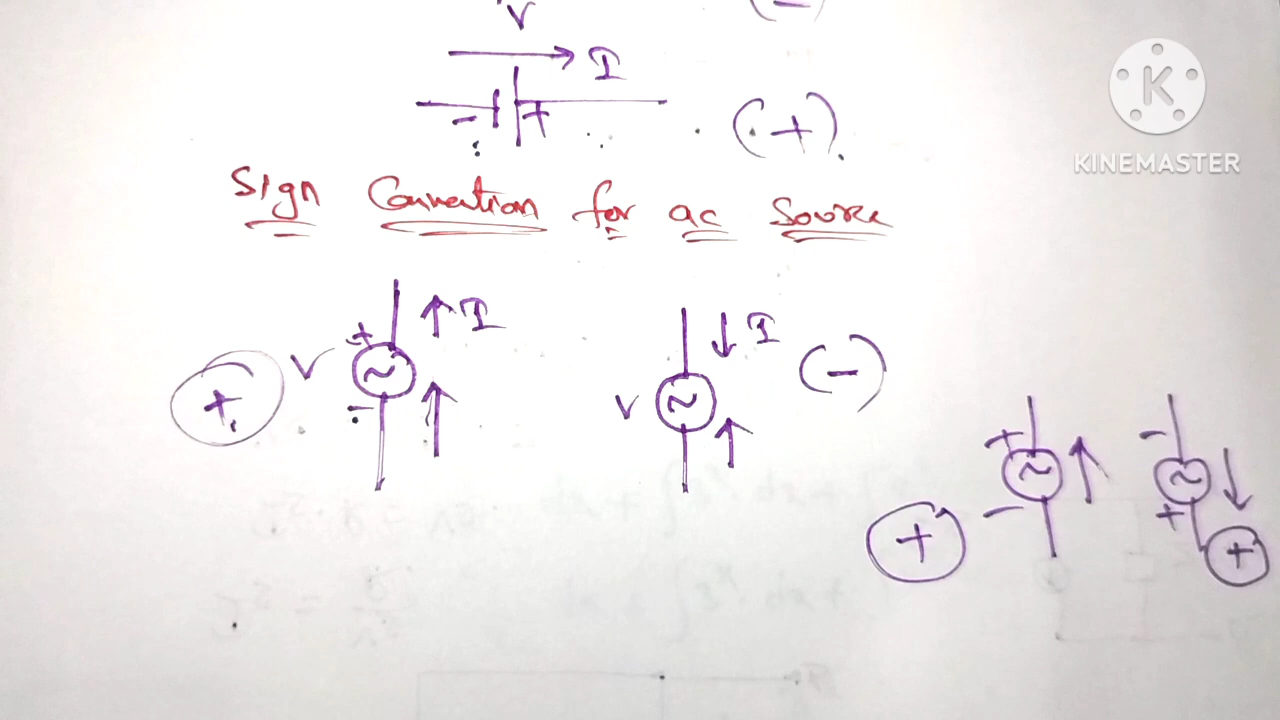 V
(-)
I
- +
(+)
KINEMASTER
Sign Convention for ac Source
+ V + - I
V I (-)
+ - +
- + +